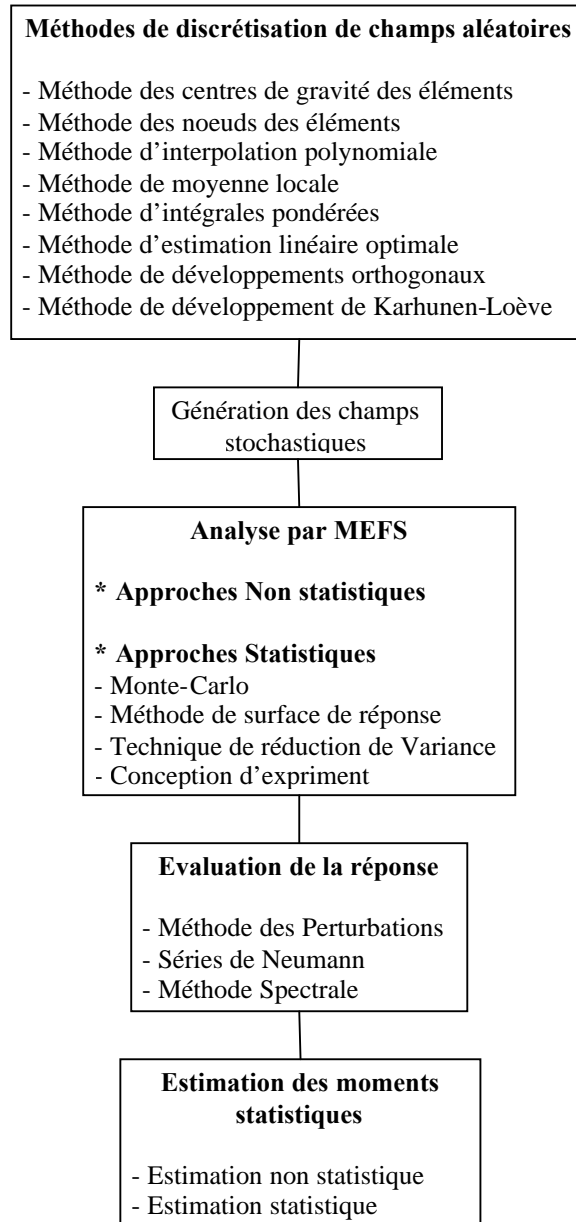 Méthodes de discrétisation de champs aléatoires
- Méthode des centres de gravité des éléments
- Méthode des noeuds des éléments
- Méthode d’interpolation polynomiale
- Méthode de moyenne locale
- Méthode d’intégrales pondérées
- Méthode d’estimation linéaire optimale
- Méthode de développements orthogonaux
- Méthode de développement de Karhunen-Loève
Génération des champs
stochastiques
Analyse par MEFS
* Approches Non statistiques
* Approches Statistiques
- Monte-Carlo
- Méthode de surface de réponse
- Technique de réduction de Variance
- Conception d’expriment
Evaluation de la réponse
- Méthode des Perturbations
- Séries de Neumann
- Méthode Spectrale
Estimation des moments
statistiques
- Estimation non statistique
- Estimation statistique